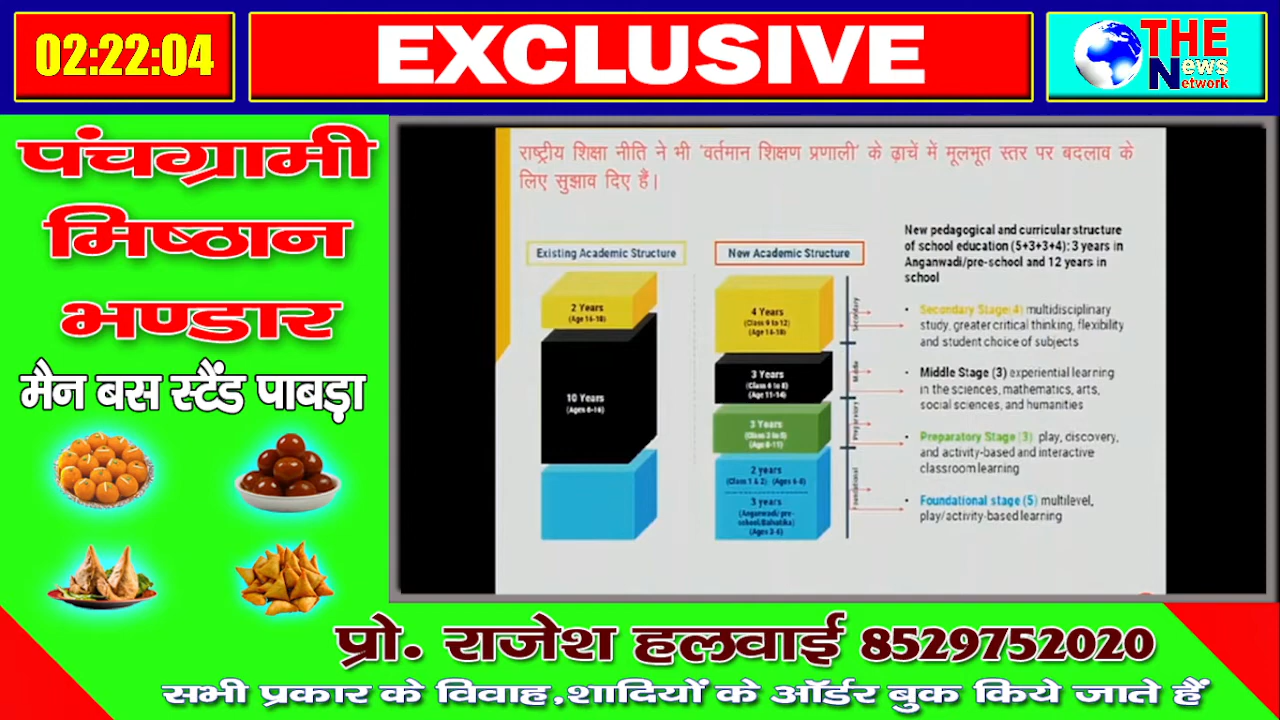 02:22:04
EXCLUSIVE
THE
News
Network
पंचग्रामी
मिष्ठान
भण्डार
मैन बस स्टैंड पाबड़ा
राष्ट्रीय शिक्षा नीति ने भी 'वर्तमान शिक्षण प्रणाली' के ढ़ाचें में मूलभूत स्तर पर बदलाव के
लिए सुझाव दिए हैं।
Existing Academic Structure
2 Years
(Age 16-18)
10 Years
(Ages 6-16)
New Academic Structure
4 Years
(Class 9 to 12)
(Age 14-18)
3 Years
(Class 6 to 8)
(Age 11-14)
3 Years
(Class 3 to 5)
(Age 8-11)
2 years
(Class 1 & 2) (Ages 6-8)
3 years
(Anganwadi/ pre-
school/Balvatika)
(Ages 3-6)
Secondary
Middle
Preparatory
Foundational
New pedagogical and curricular structure
of school education (5+3+3+4): 3 years in
Anganwadi/pre-school and 12 years in
school
• Secondary Stage(4) multidisciplinary
study, greater critical thinking, flexibility
and student choice of subjects
• Middle Stage (3) experiential learning
in the sciences, mathematics, arts,
social sciences, and humanities
• Preparatory Stage (3) play, discovery,
and activity-based and interactive
classroom learning
• Foundational stage (5) multilevel,
play/activity-based learning
प्रो. राजेश हलवाई 8529752020
सभी प्रकार के विवाह,शादियों के ऑर्डर बुक किये जाते हैं